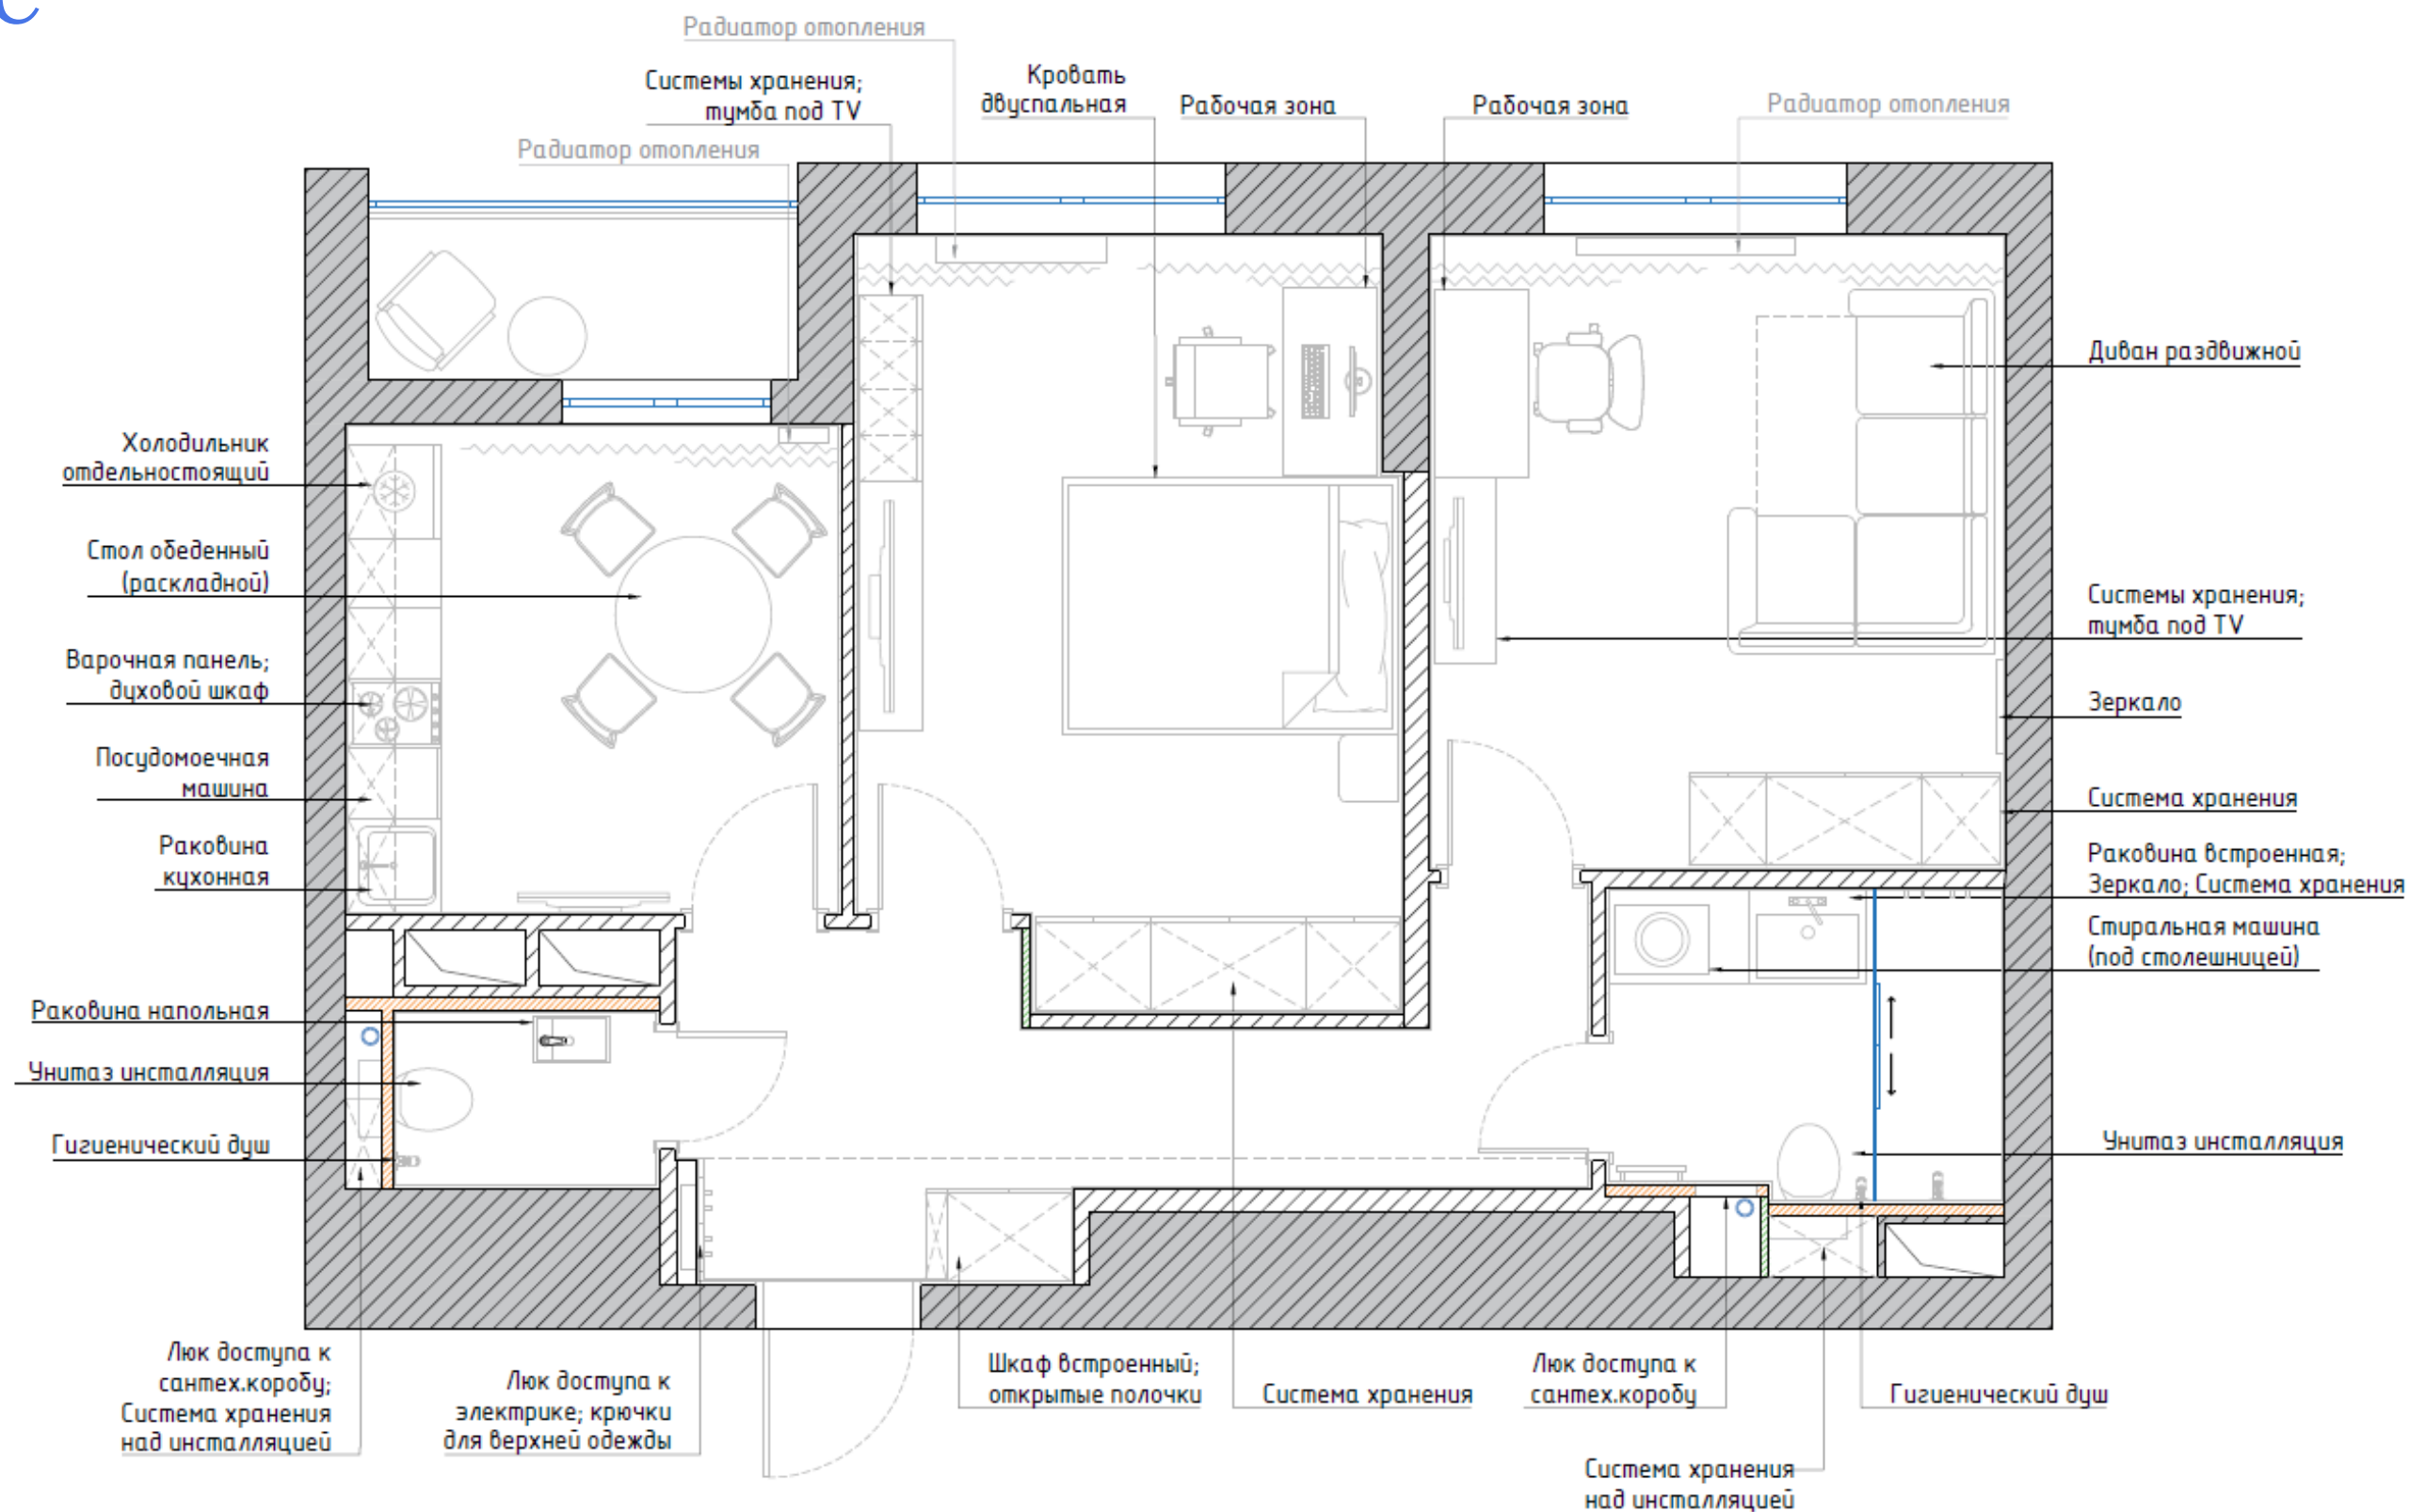 Радиатор отопления
Системы хранения;
тумба под TV
Кровать
двуспальная
Рабочая зона
Рабочая зона
Радиатор отопления
Радиатор отопления
Холодильник
отдельностоящий
Стол обеденный
(раскладной)
Варочная панель;
духовой шкаф
Посудомоечная
машина
Раковина
кухонная
Раковина напольная
Унитаз инсталляция
Гигиенический душ
Диван раздвижной
Системы хранения;
тумба под TV
Зеркало
Система хранения
Раковина встроенная;
Зеркало; Система хранения
Стиральная машина
(под столешницей)
Унитаз инсталляция
Люк доступа к
сантех.коробу;
Система хранения
над инсталляцией
Люк доступа к
электрике; крючки
для верхней одежды
Шкаф встроенный;
открытые полочки
Система хранения
Люк доступа к
сантех.коробу
Гигиенический душ
Система хранения
над инсталляцией